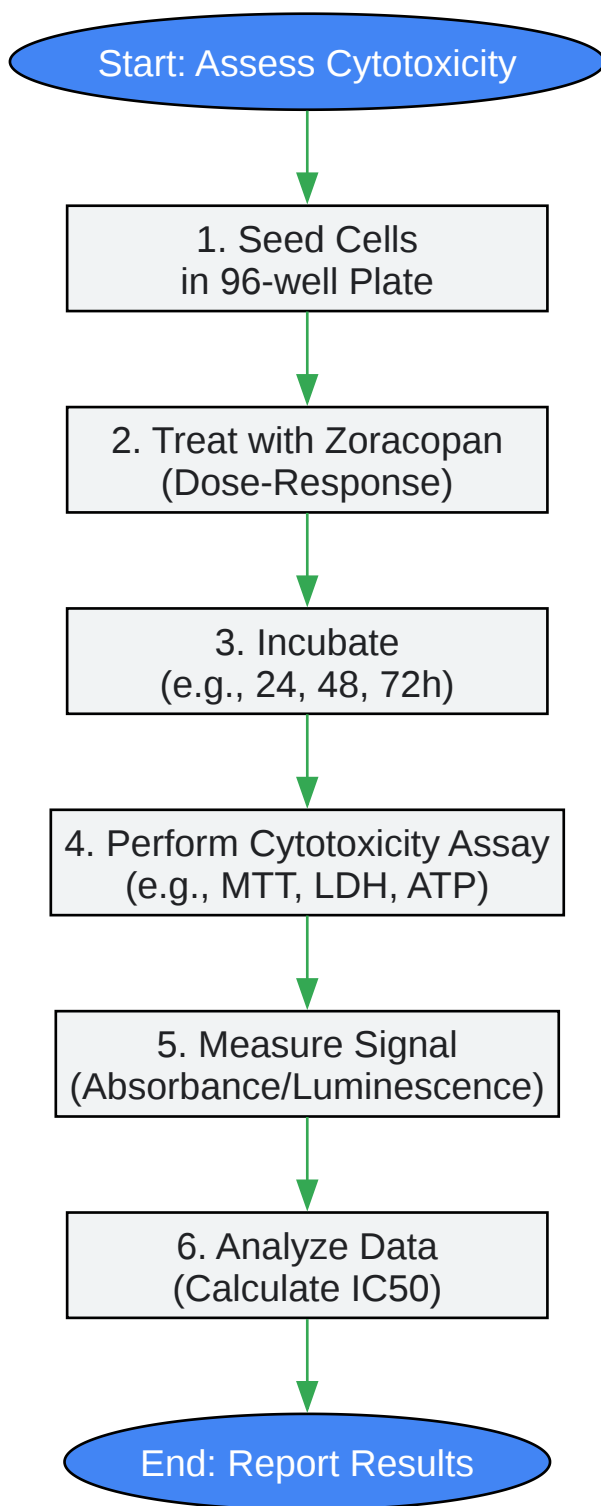 Start: Assess Cytotoxicity
1. Seed Cells
in 96-well Plate
2. Treat with Zoracopan
(Dose-Response)
3. Incubate
(e.g., 24, 48, 72h)
4. Perform Cytotoxicity Assay
(e.g., MTT, LDH, ATP)
5. Measure Signal
(Absorbance/Luminescence)
6. Analyze Data
(Calculate IC50)
End: Report Results